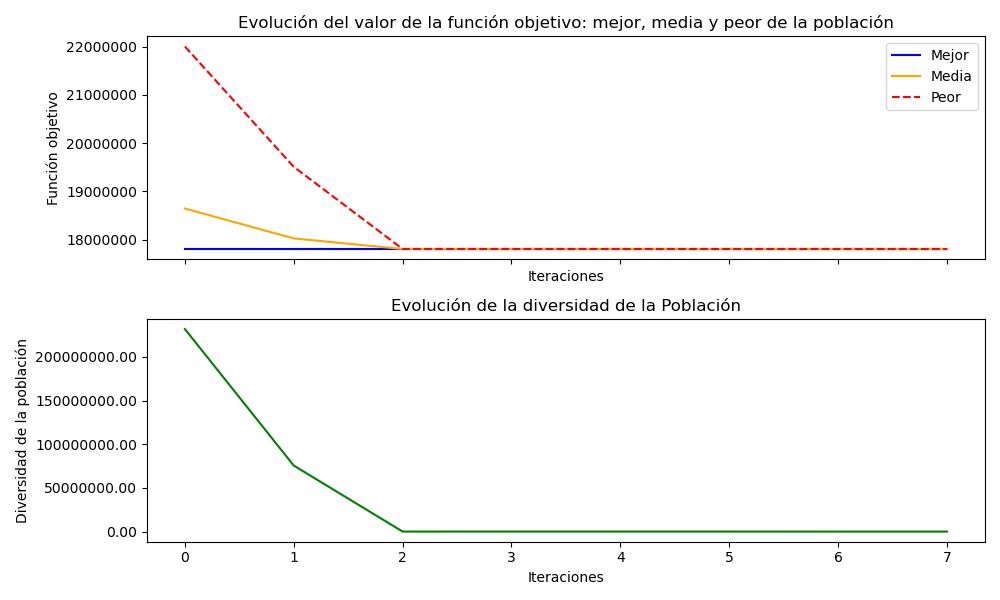 Evolución del valor de la función objetivo: mejor, media y peor de la población
22000000
21000000
20000000
19000000
18000000
Función objetivo
Mejor
Media
Peor
Iteraciones
Evolución de la diversidad de la Población
200000000.00
150000000.00
100000000.00
50000000.00
0.00
Diversidad de la población
0 1 2 3 4 5 6 7
Iteraciones